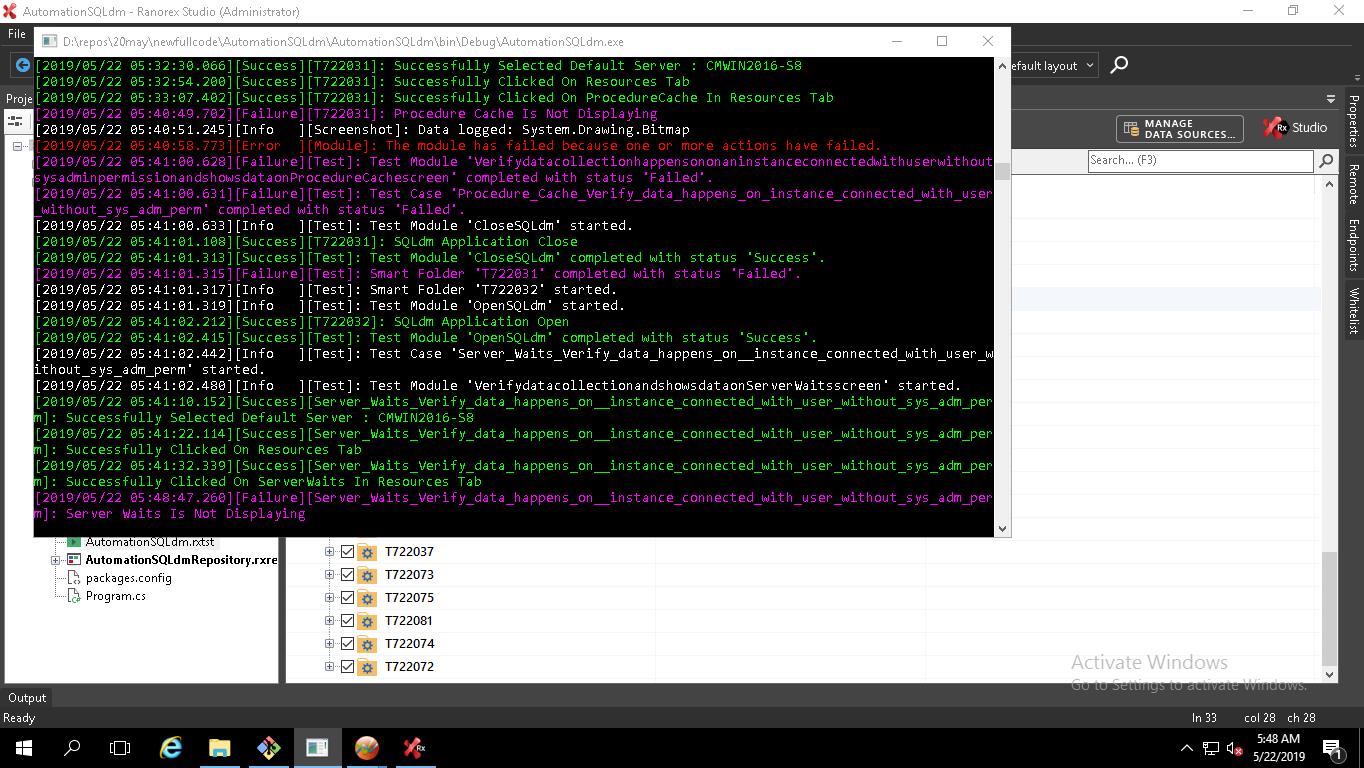 AutomationSQLdm - Ranorex Studio (Administrator)
File
D:\repos\20may\newfullcode\AutomationSQLdm\AutomationSQLdm\bin\Debug\AutomationSQLdm.exe
efault layout
Proje
[2019/05/22 05:32:30.066][Success][T722031]: Successfully Selected Default Server : CMWIN2016-S8
[2019/05/22 05:32:54.200][Success][T722031]: Successfully Clicked On Resources Tab
[2019/05/22 05:33:07.402][Success][T722031]: Successfully Clicked On ProcedureCache In Resources Tab
[2019/05/22 05:40:49.702][Failure][T722031]: Procedure Cache Is Not Displaying
[2019/05/22 05:40:51.245][Info   ][Screenshot]: Data logged: System.Drawing.Bitmap
[2019/05/22 05:40:58.773][Error  ][Module]: The module has failed because one or more actions have failed.
[2019/05/22 05:41:00.628][Failure][Test]: Test Module 'Verifydatacollectionhappensononaninstanceconnectedwithuserwithout
sysadminpermissionandshowsdataonProcedureCachescreen' completed with status 'Failed'.
[2019/05/22 05:41:00.631][Failure][Test]: Test Case 'Procedure_Cache_Verify_data_happens_on_instance_connected_with_user
_without_sys_adm_perm' completed with status 'Failed'.
[2019/05/22 05:41:00.633][Info   ][Test]: Test Module 'CloseSQLdm' started.
[2019/05/22 05:41:01.108][Success][T722031]: SQLdm Application Close
[2019/05/22 05:41:01.313][Success][Test]: Test Module 'CloseSQLdm' completed with status 'Success'.
[2019/05/22 05:41:01.315][Failure][Test]: Smart Folder 'T722031' completed with status 'Failed'.
[2019/05/22 05:41:01.317][Info   ][Test]: Smart Folder 'T722032' started.
[2019/05/22 05:41:01.319][Info   ][Test]: Test Module 'OpenSQLdm' started.
[2019/05/22 05:41:02.212][Success][T722032]: SQLdm Application Open
[2019/05/22 05:41:02.415][Success][Test]: Test Module 'OpenSQLdm' completed with status 'Success'.
[2019/05/22 05:41:02.442][Info   ][Test]: Test Case 'Server_Waits_Verify_data_happens_on__instance_connected_with_user_w
ithout_sys_adm_perm' started.
[2019/05/22 05:41:02.480][Info   ][Test]: Test Module 'VerifydatacollectionandshowsdataonServerWaitsscreen' started.
[2019/05/22 05:41:10.152][Success][Server_Waits_Verify_data_happens_on__instance_connected_with_user_without_sys_adm_per
m]: Successfully Selected Default Server : CMWIN2016-S8
[2019/05/22 05:41:22.114][Success][Server_Waits_Verify_data_happens_on__instance_connected_with_user_without_sys_adm_per
m]: Successfully Clicked On Resources Tab
[2019/05/22 05:41:32.339][Success][Server_Waits_Verify_data_happens_on__instance_connected_with_user_without_sys_adm_per
m]: Successfully Clicked On ServerWaits In Resources Tab
[2019/05/22 05:48:47.260][Failure][Server_Waits_Verify_data_happens_on__instance_connected_with_user_without_sys_adm_per
m]: Server Waits Is Not Displaying
MANAGE
DATA SOURCES...
Rx Studio
Search... (F3)
Properties
Remote
Endpoints
Whitelist
AutomationSQLdm.rxtst
AutomationSQLdmRepository.rxre
packages.config
Program.cs
T722037
T722073
T722075
T722081
T722074
T722072
Activate Windows
Go to Settings to activate Windows.
Output
Ready
ln 33
col 28
ch 28
Rx
5:48 AM
5/22/2019
1